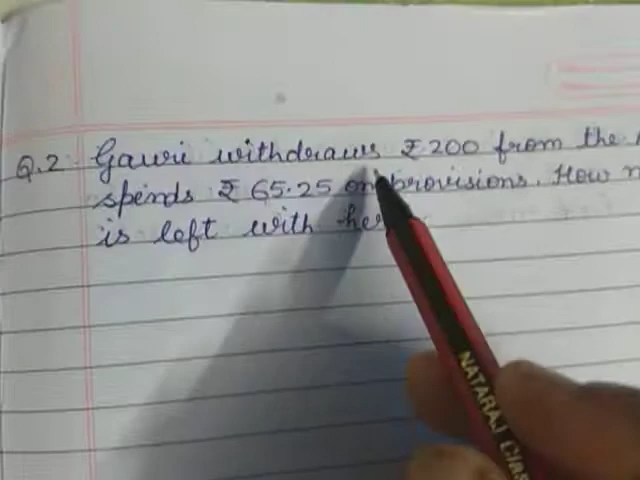 Q.2 Gauri withdraws ₹200 from the
spends ₹ 65.25 on provisions. How
is left with her
NATARAJ